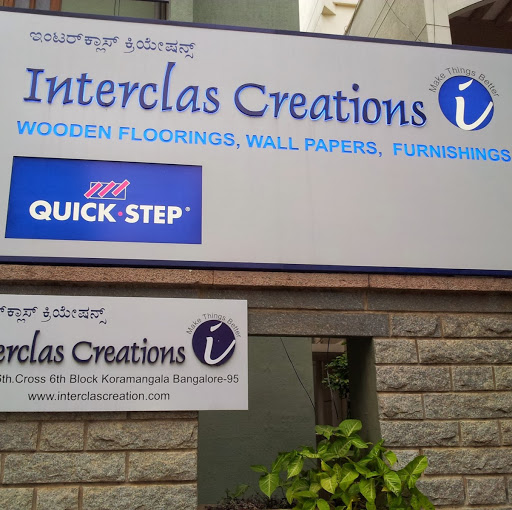 ಇಂಟರ್‌ಕ್ಲಾಸ್ ಕ್ರಿಯೇಷನ್ಸ್
Interclas Creations
Make Things Better
i
WOODEN FLOORINGS, WALL PAPERS, FURNISHINGS
QUICK·STEP®
ಕ್ಲಾಸ್ ಕ್ರಿಯೇಷನ್ಸ್
erclas Creations
Make Things Better
i
6th.Cross 6th Block Koramangala Bangalore-95
www.interclascreation.com